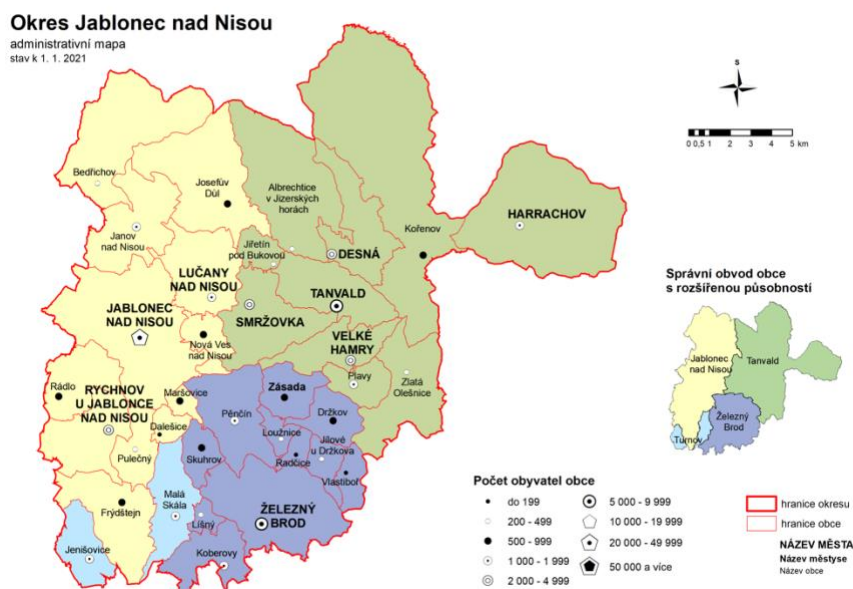 Okres Jablonec nad Nisou
administrativní mapa
stav k 1. 1. 2021
S
0 0,5 1 2 3 4 5
km
Bedřichov
Josefův
Důl
Albrechtice
v Jizerských
horách
Janov
nad Nisou
Jiřetín
pod Bukovou
DESNÁ
Kořenov
HARRACHOV
LUČANY
NAD NISOU
TANVALD
SMRŽOVKA
JABLONEC
NAD NISOU
Nová Ves
nad Nisou
VELKÉ
HAMRY
Plavy
Zlatá
Olešnice
Rádlo
RYCHNOV
U JABLONCE
NAD NISOU
Maršovice
Zásada
Dalešice
Pěnčín
Držkov
Loužnice
Jílové
u Držkova
Pulečný
Skuhrov
Radčice
Vlastiboř
Frýdštejn
Malá
Skála
Líšný
ŽELEZNÝ
BROD
Jenišovice
Koberovy
Správní obvod obce
s rozšířenou působností
Jablonec
nad Nisou
Tanvald
Železný
Brod
Turnov
Počet obyvatel obce
do 199
200 - 499
500 - 999
1 000 - 1 999
2 000 - 4 999
5 000 - 9 999
10 000 - 19 999
20 000 - 49 999
50 000 a více
hranice okresu
hranice obce
NÁZEV MĚSTA
Název městyse
Název obce